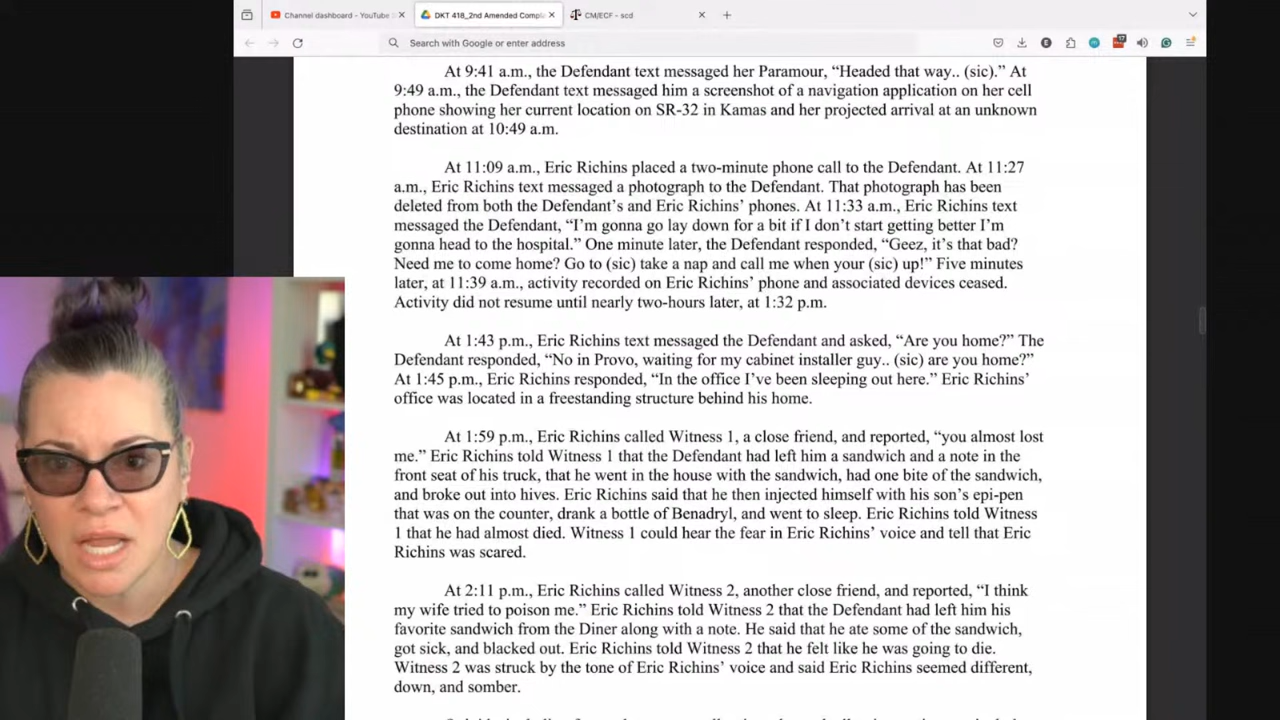 Channel dashboard - YouTube
DKT 418_2nd Amended Compl
CM/ECF - scd
Search with Google or enter address
17
At 9:41 a.m., the Defendant text messaged her Paramour, “Headed that way.. (sic).” At
9:49 a.m., the Defendant text messaged him a screenshot of a navigation application on her cell
phone showing her current location on SR-32 in Kamas and her projected arrival at an unknown
destination at 10:49 a.m.
At 11:09 a.m., Eric Richins placed a two-minute phone call to the Defendant. At 11:27
a.m., Eric Richins text messaged a photograph to the Defendant. That photograph has been
deleted from both the Defendant’s and Eric Richins’ phones. At 11:33 a.m., Eric Richins text
messaged the Defendant, “I’m gonna go lay down for a bit if I don’t start getting better I’m
gonna head to the hospital.” One minute later, the Defendant responded, “Geez, it’s that bad?
Need me to come home? Go to (sic) take a nap and call me when your (sic) up!” Five minutes
later, at 11:39 a.m., activity recorded on Eric Richins’ phone and associated devices ceased.
Activity did not resume until nearly two-hours later, at 1:32 p.m.
At 1:43 p.m., Eric Richins text messaged the Defendant and asked, “Are you home?” The
Defendant responded, “No in Provo, waiting for my cabinet installer guy.. (sic) are you home?”
At 1:45 p.m., Eric Richins responded, “In the office I’ve been sleeping out here.” Eric Richins’
office was located in a freestanding structure behind his home.
At 1:59 p.m., Eric Richins called Witness 1, a close friend, and reported, “you almost lost
me.” Eric Richins told Witness 1 that the Defendant had left him a sandwich and a note in the
front seat of his truck, that he went in the house with the sandwich, had one bite of the sandwich,
and broke out into hives. Eric Richins said that he then injected himself with his son’s epi-pen
that was on the counter, drank a bottle of Benadryl, and went to sleep. Eric Richins told Witness
1 that he had almost died. Witness 1 could hear the fear in Eric Richins’ voice and tell that Eric
Richins was scared.
At 2:11 p.m., Eric Richins called Witness 2, another close friend, and reported, “I think
my wife tried to poison me.” Eric Richins told Witness 2 that the Defendant had left him his
favorite sandwich from the Diner along with a note. He said that he ate some of the sandwich,
got sick, and blacked out. Eric Richins told Witness 2 that he felt like he was going to die.
Witness 2 was struck by the tone of Eric Richins’ voice and said Eric Richins seemed different,
down, and somber.